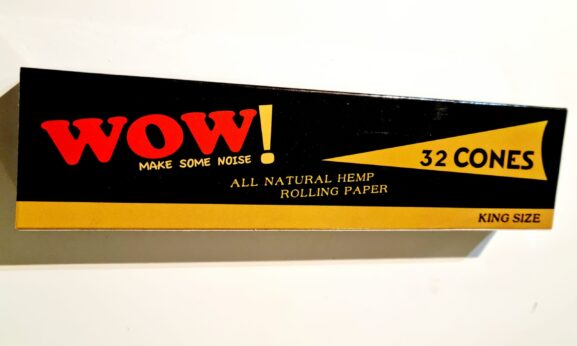 WOW!
MAKE SOME NOISE
32 CONES
ALL NATURAL HEMP
ROLLING PAPER
KING SIZE